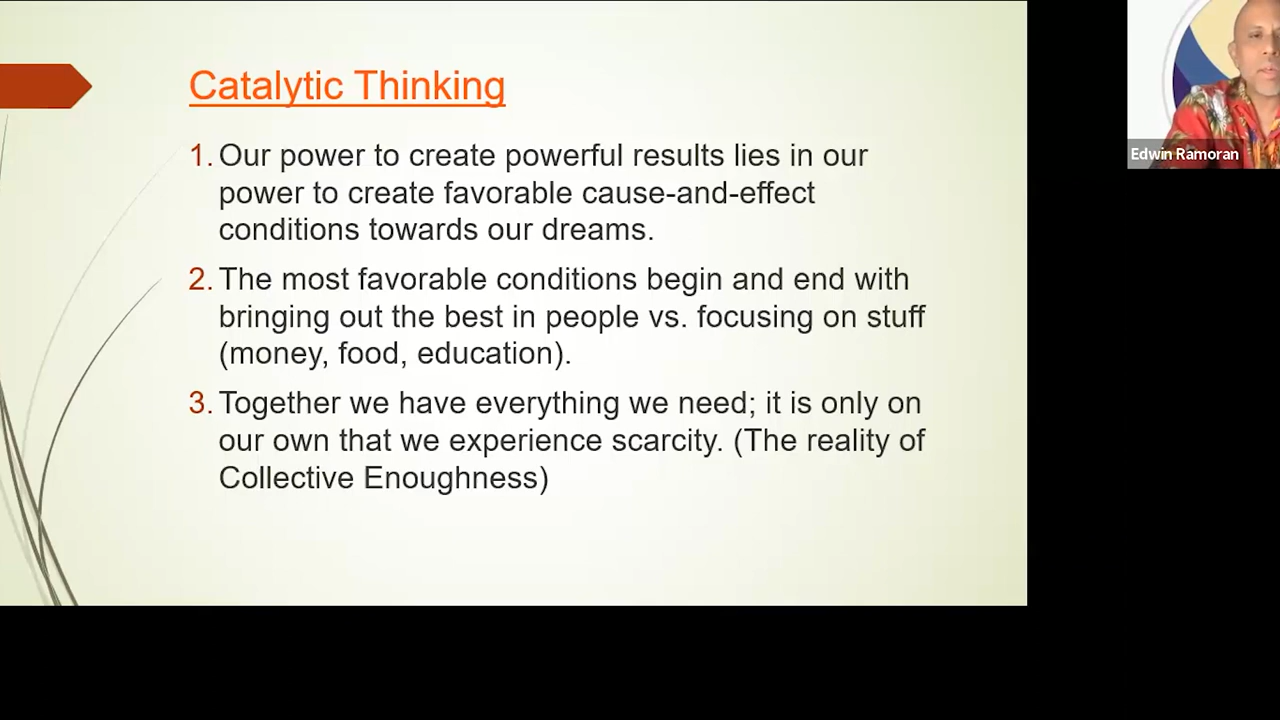 Catalytic Thinking
1. Our power to create powerful results lies in our
power to create favorable cause-and-effect
conditions towards our dreams.
2. The most favorable conditions begin and end with
bringing out the best in people vs. focusing on stuff
(money, food, education).
3. Together we have everything we need; it is only on
our own that we experience scarcity. (The reality of
Collective Enoughness)
Edwin Ramoran